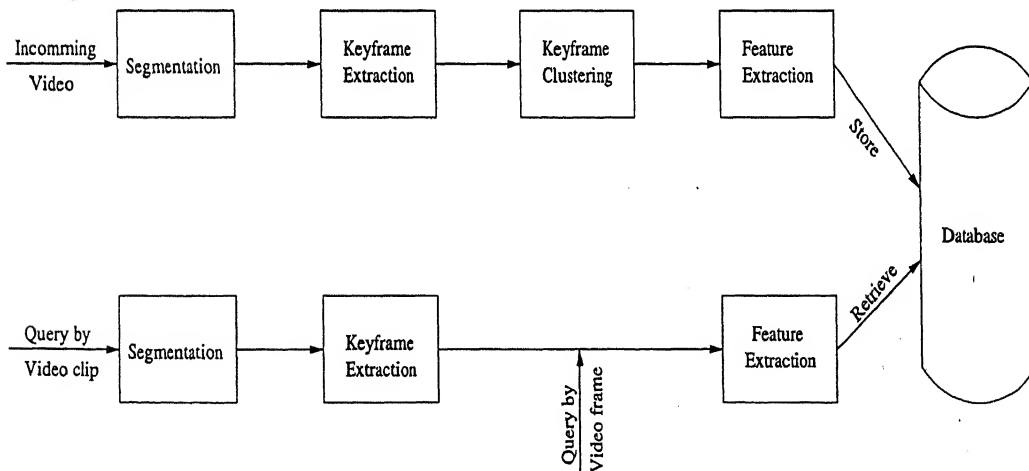 Incomming
Video
Segmentation
Keyframe
Extraction
Keyframe
Clustering
Feature
Extraction
Store
Database
Query by
Video clip
Segmentation
Keyframe
Extraction
Query by
Video frame
Feature
Extraction
Retrieve